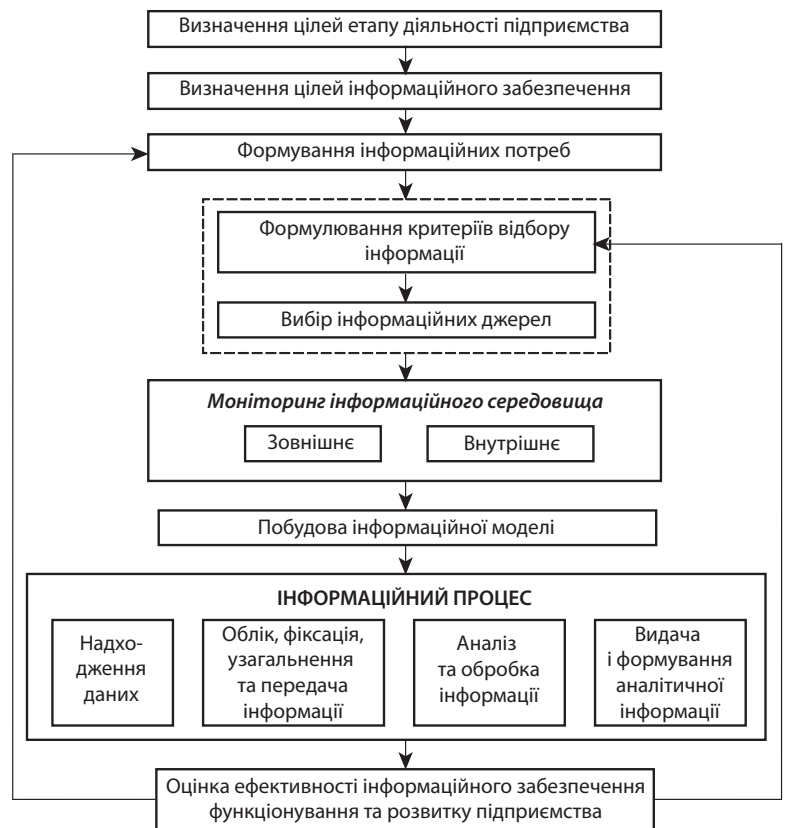 Визначення цілей етапу діяльності підприємства
Визначення цілей інформаційного забезпечення
Формування інформаційних потреб
Формулювання критеріїв відбору
інформації
Вибір інформаційних джерел
Моніторинг інформаційного середовища
Зовнішнє
Внутрішнє
Побудова інформаційної моделі
ІНФОРМАЦІЙНИЙ ПРОЦЕС
Надхо-
дження
даних
Облік, фіксація,
узагальнення
та передача
інформації
Аналіз
та обробка
інформації
Видача
і формування
аналітичної
інформації
Оцінка ефективності інформаційного забезпечення
функціонування та розвитку підприємства